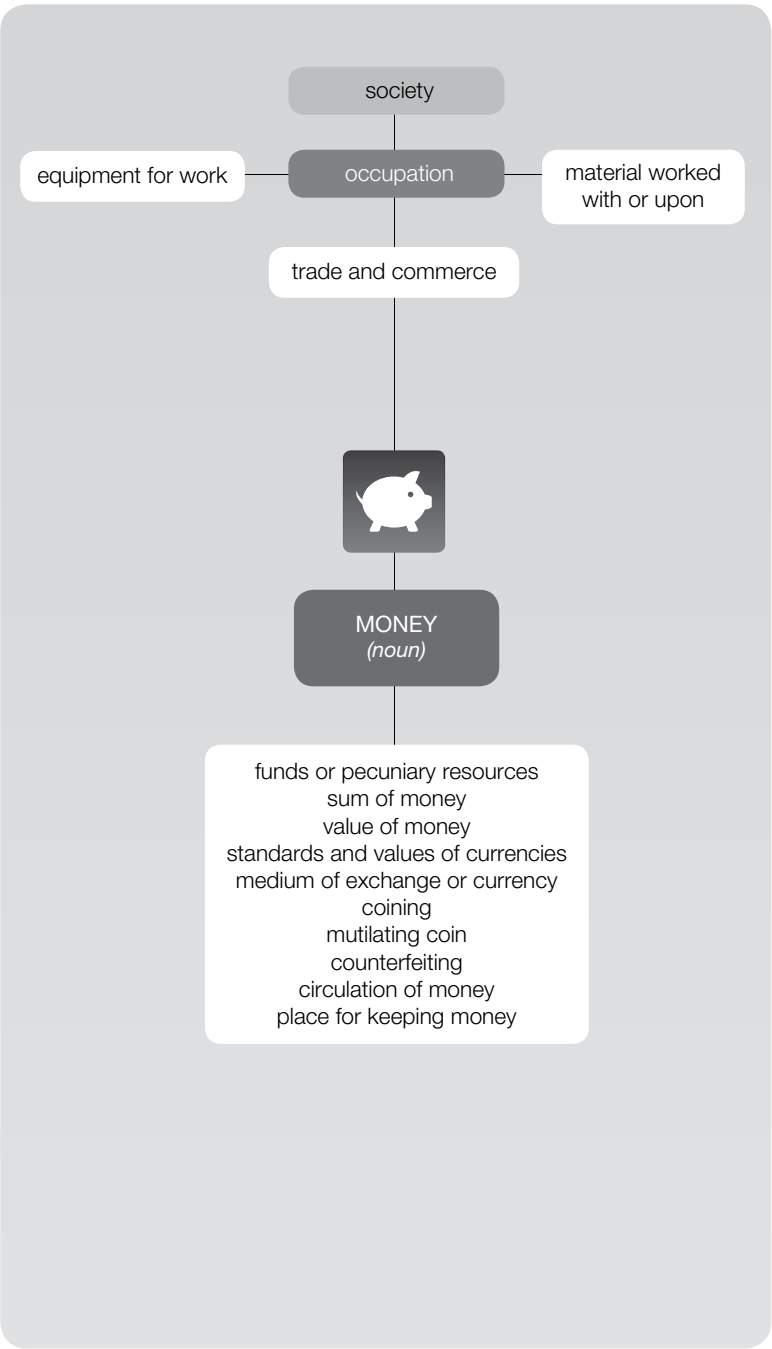 society
equipment for work
occupation
material worked
with or upon
trade and commerce
MONEY
(noun)
funds or pecuniary resources
sum of money
value of money
standards and values of currencies
medium of exchange or currency
coining
mutilating coin
counterfeiting
circulation of money
place for keeping money